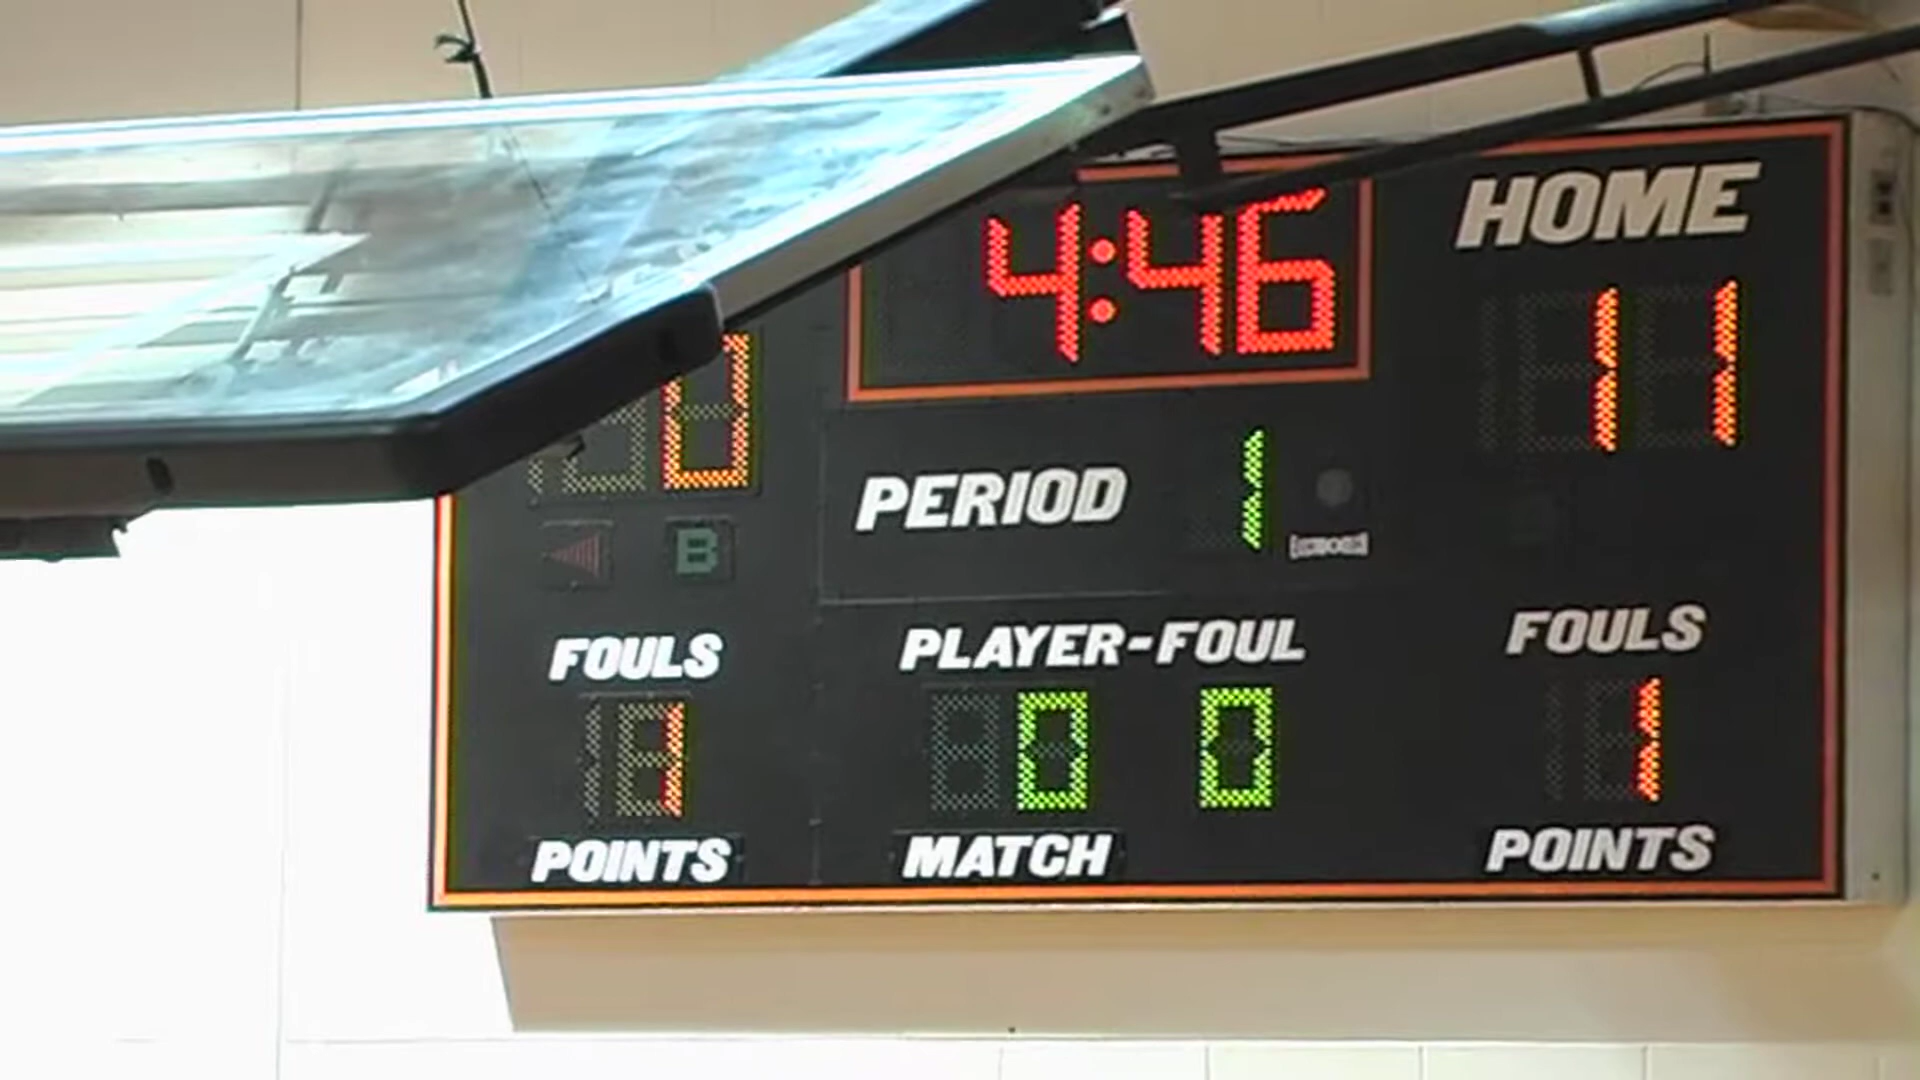 4:46
HOME
0
11
PERIOD 1
B
FOULS
PLAYER-FOUL
FOULS
1
0 0
1
POINTS
MATCH
POINTS